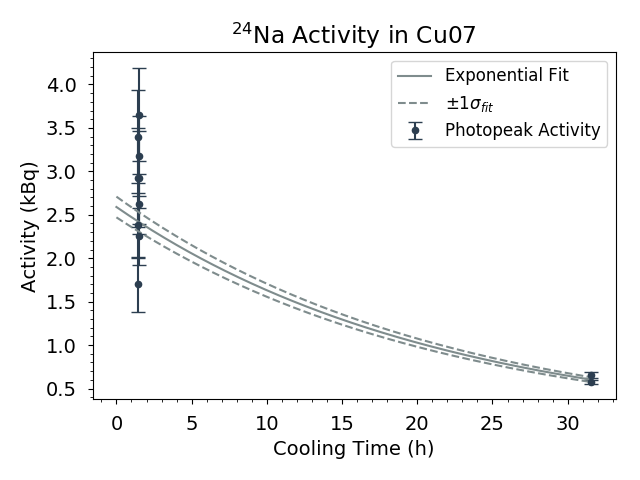 ²⁴Na Activity in Cu07
Exponential Fit
±1σ_fit
Photopeak Activity
Activity (kBq)
4.0
3.5
3.0
2.5
2.0
1.5
1.0
0.5
0 5 10 15 20 25 30
Cooling Time (h)